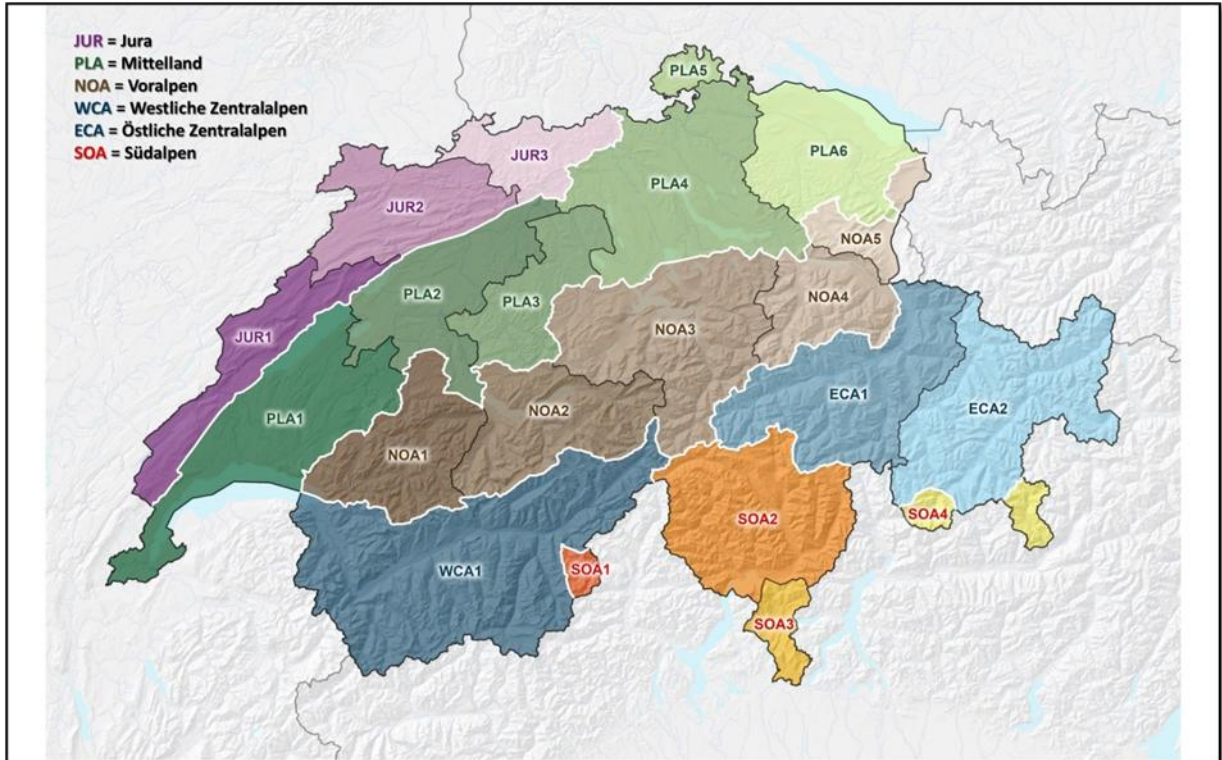 JUR = Jura
PLA = Mittelland
NOA = Voralpen
WCA = Westliche Zentralalpen
ECA = Östliche Zentralalpen
SOA = Südalpen
PLA5
JUR3
PLA6
PLA4
JUR2
NOA5
PLA2
PLA3
NOA4
JUR1
NOA3
ECA1
ECA2
PLA1
NOA2
NOA1
SOA4
SOA2
WCA1
SOA1
SOA3